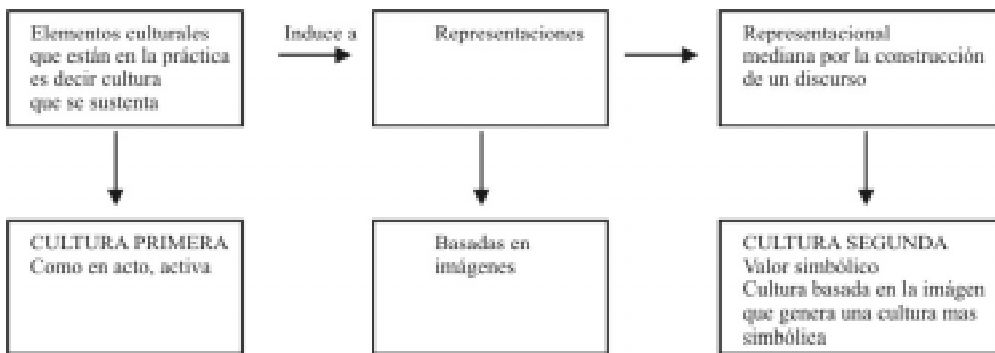 Elementos culturales
que están en la práctica
es decir cultura
que se sustenta
Induce a
Representaciones
Representacional
mediana por la construcción
de un discurso
CULTURA PRIMERA
Como en acto, activa
Basadas en
imágenes
CULTURA SEGUNDA
Valor simbólico
Cultura basada en la imágen
que genera una cultura mas
simbólica